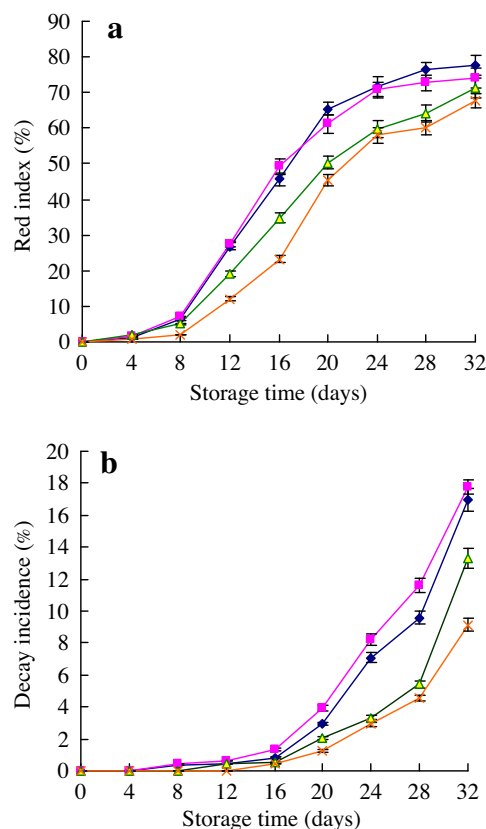 a
Red index (%)
90
80
70
60
50
40
30
20
10
0
0 4 8 12 16 20 24 28 32
Storage time (days)
b
Decay incidence (%)
20
18
16
14
12
10
8
6
4
2
0
0 4 8 12 16 20 24 28 32
Storage time (days)